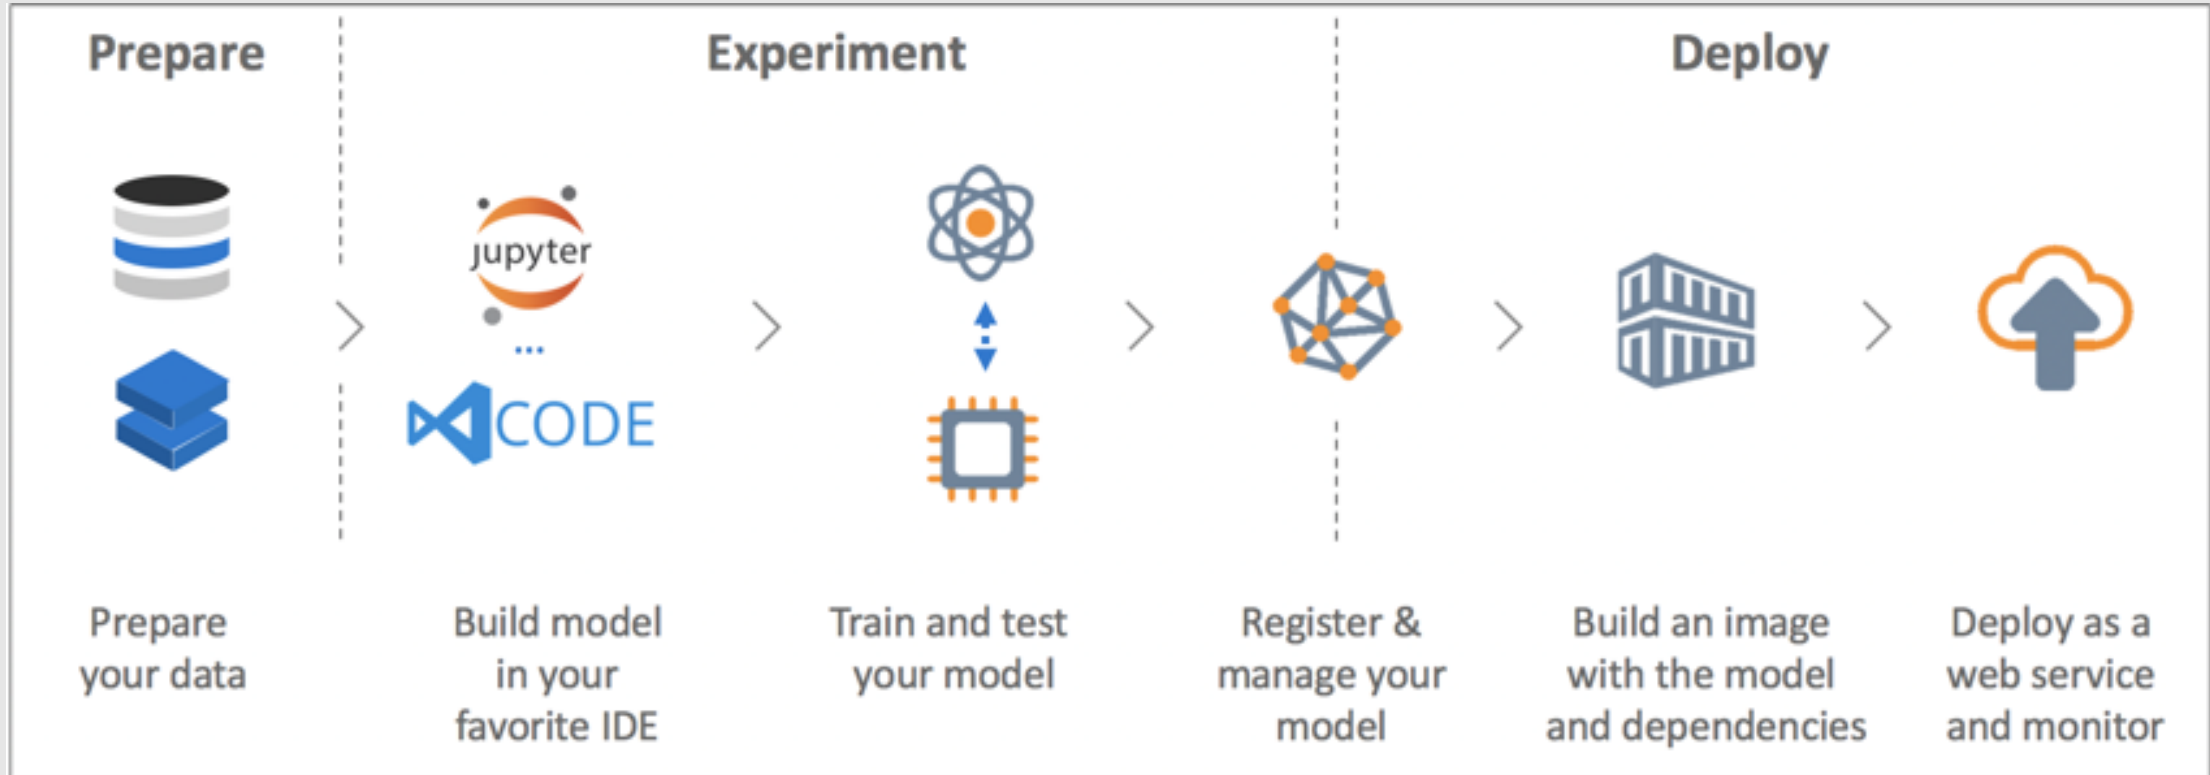 Prepare
Experiment
Deploy
jupyter
...
CODE
Prepare
your data
Build model
in your
favorite IDE
Train and test
your model
Register &
manage your
model
Build an image
with the model
and dependencies
Deploy as a
web service
and monitor